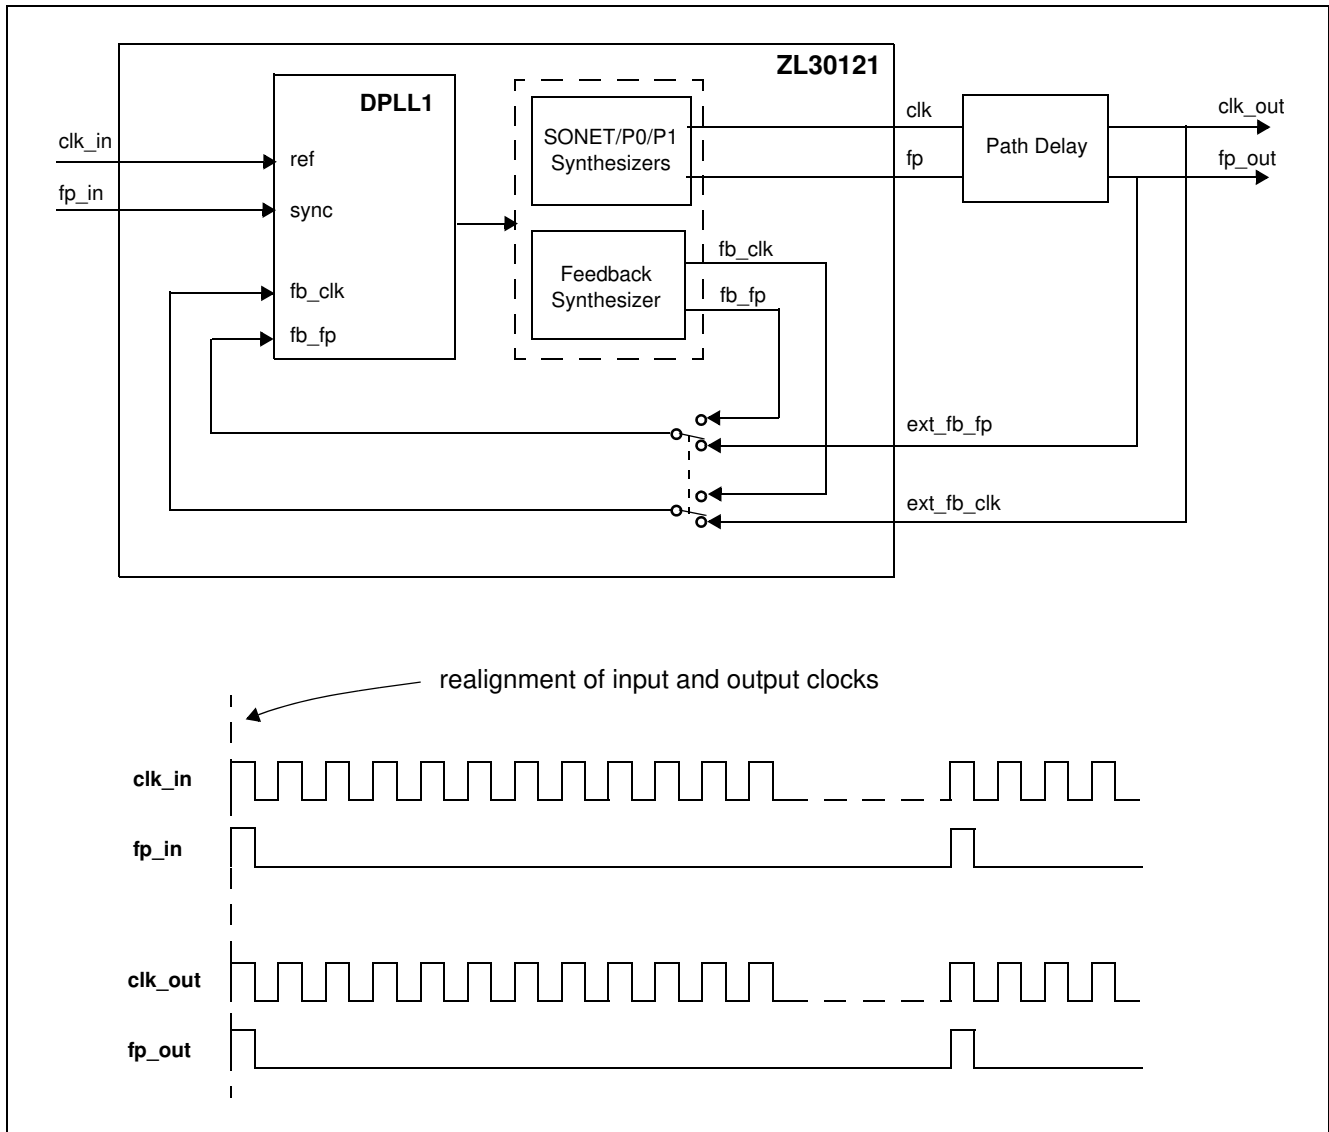 ZL30121
DPLL1
clk_in
ref
fp_in
sync
fb_clk
fb_fp
SONET/P0/P1
Synthesizers
Feedback
Synthesizer
fb_clk
fb_fp
clk
fp
Path Delay
clk_out
fp_out
ext_fb_fp
ext_fb_clk
realignment of input and output clocks
clk_in
fp_in
clk_out
fp_out